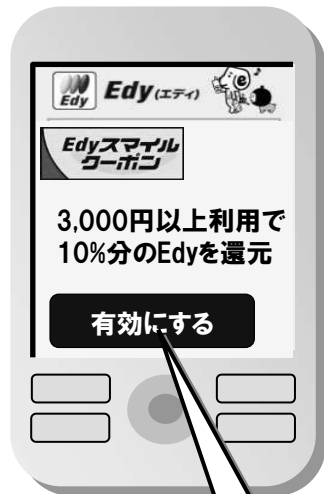 Edy
Edy(エディ)
Edyスマイル
クーポン
3,000円以上利用で
10%分のEdyを還元
有効にする